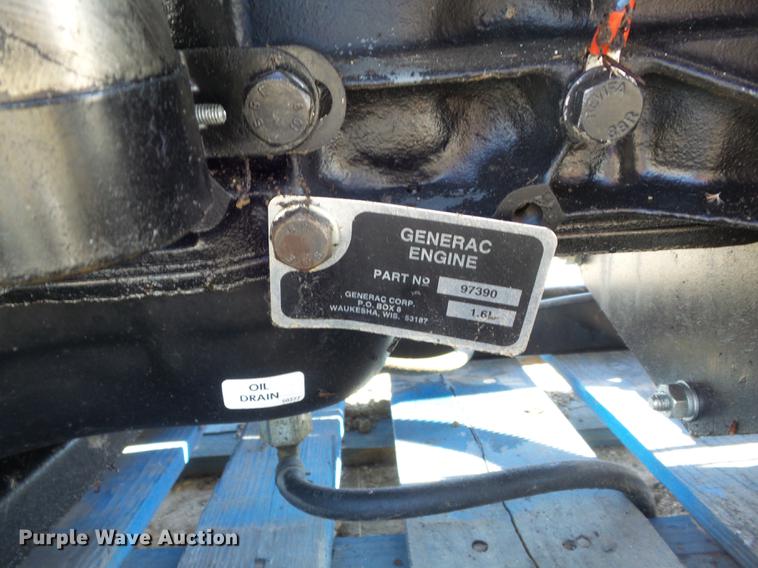 GENERAC
ENGINE
PART Nº 97390
GENERAC CORP.
P.O. BOX 8
WAUKESHA, WIS. 53187
1.6L
OIL
DRAIN
Purple Wave Auction